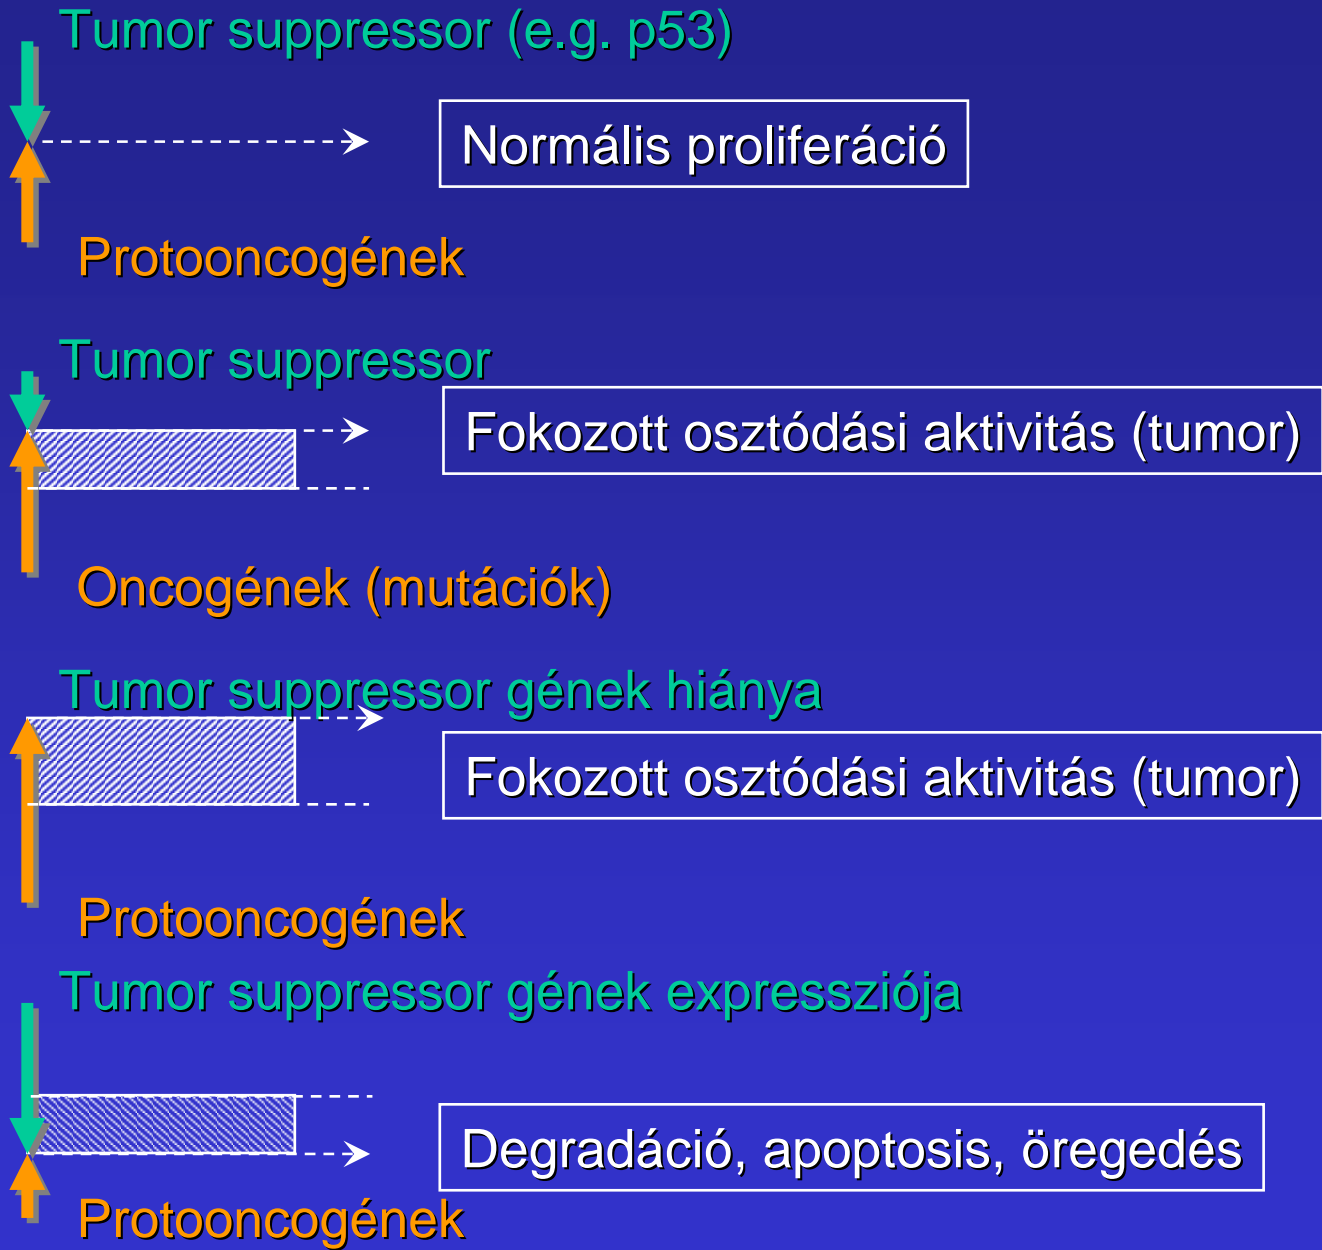 Tumor suppressor (e.g. p53)
Normális proliferáció
Protooncogének
Tumor suppressor
Fokozott osztódási aktivitás (tumor)
Oncogének (mutációk)
Tumor suppressor gének hiánya
Fokozott osztódási aktivitás (tumor)
Protooncogének
Tumor suppressor gének expressziója
Degradáció, apoptosis, öregedés
Protooncogének